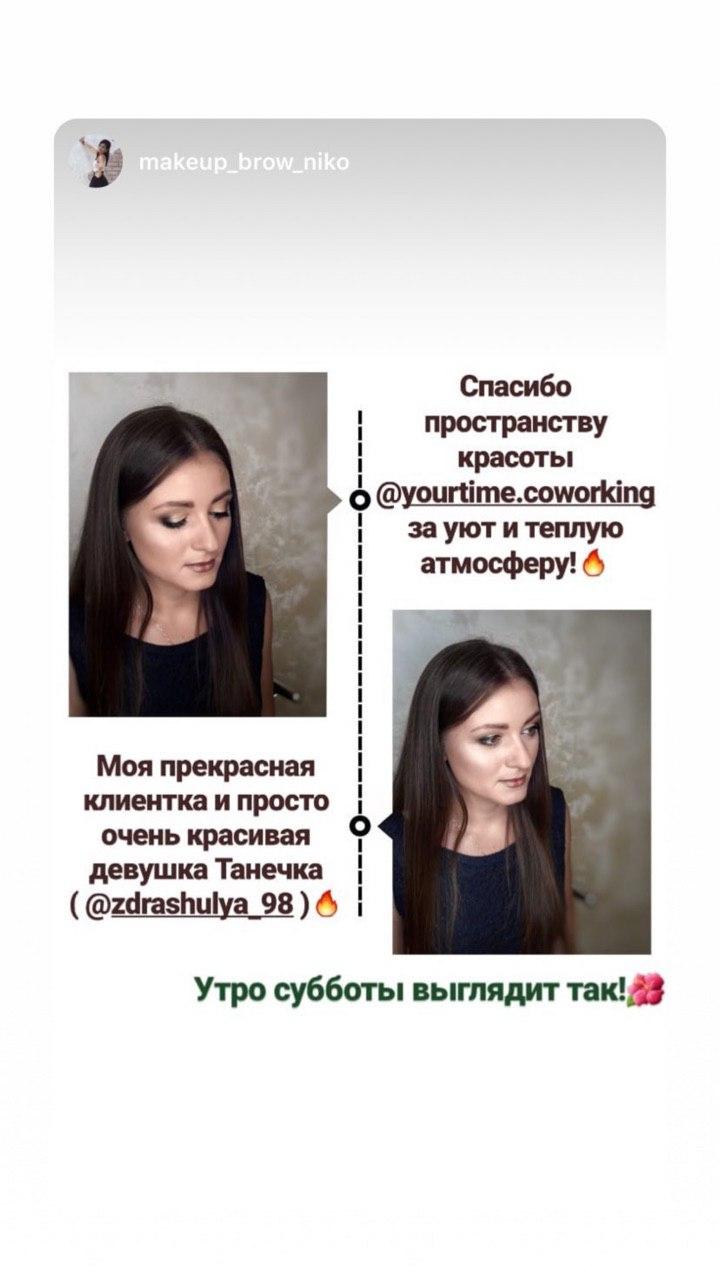 makeup_brow_niko
Спасибо
пространству
красоты
@yourtime.coworking
за уют и теплую
атмосферу!🔥
Моя прекрасная
клиентка и просто
очень красивая
девушка Танечка
( @zdrashulya_98 )🔥
Утро субботы выглядит так!🌺